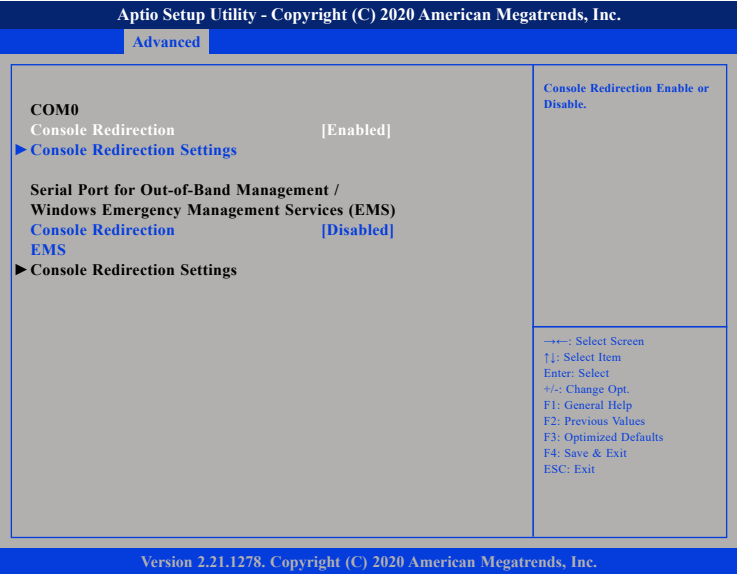 Aptio Setup Utility - Copyright (C) 2020 American Megatrends, Inc.
Advanced
COM0
Console Redirection [Enabled]
►Console Redirection Settings
Serial Port for Out-of-Band Management /
Windows Emergency Management Services (EMS)
Console Redirection [Disabled]
EMS
►Console Redirection Settings
Console Redirection Enable or
Disable.
→←: Select Screen
↑↓: Select Item
Enter: Select
+/-: Change Opt.
F1: General Help
F2: Previous Values
F3: Optimized Defaults
F4: Save & Exit
ESC: Exit
Version 2.21.1278. Copyright (C) 2020 American Megatrends, Inc.